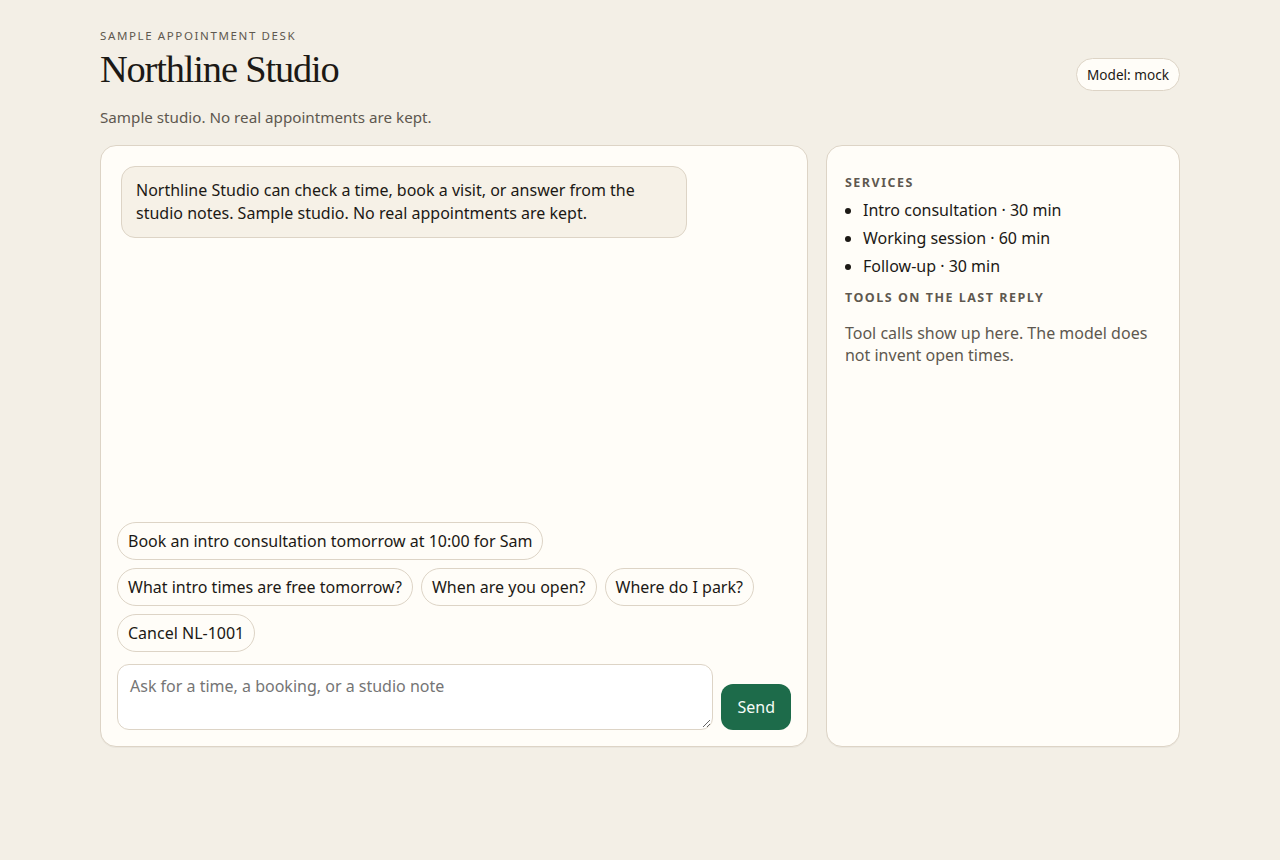 SAMPLE APPOINTMENT DESK
Northline Studio
Model: mock
Sample studio. No real appointments are kept.
Northline Studio can check a time, book a visit, or answer from the
studio notes. Sample studio. No real appointments are kept.
Book an intro consultation tomorrow at 10:00 for Sam
What intro times are free tomorrow?
When are you open?
Where do I park?
Cancel NL-1001
Ask for a time, a booking, or a studio note
Send
SERVICES
Intro consultation · 30 min
Working session · 60 min
Follow-up · 30 min
TOOLS ON THE LAST REPLY
Tool calls show up here. The model does
not invent open times.